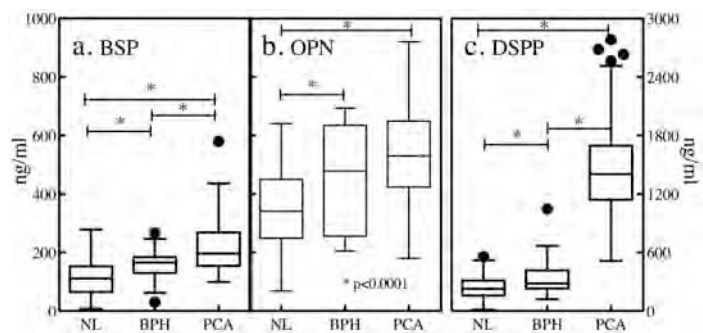 1000
800
600
400
200
0
ng/ml
a. BSP
*
*
*
NL BPH PCA
b. OPN
*
*
* p<0.0001
NL BPH PCA
c. DSPP
*
*
*
NL BPH PCA
3000
2400
1800
1200
600
0
ng/ml